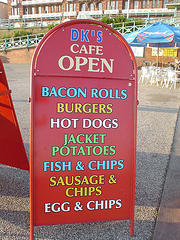 DK'S
CAFE
OPEN
BACON ROLLS
BURGERS
HOT DOGS
JACKET
POTATOES
FISH & CHIPS
SAUSAGE &
CHIPS
EGG & CHIPS